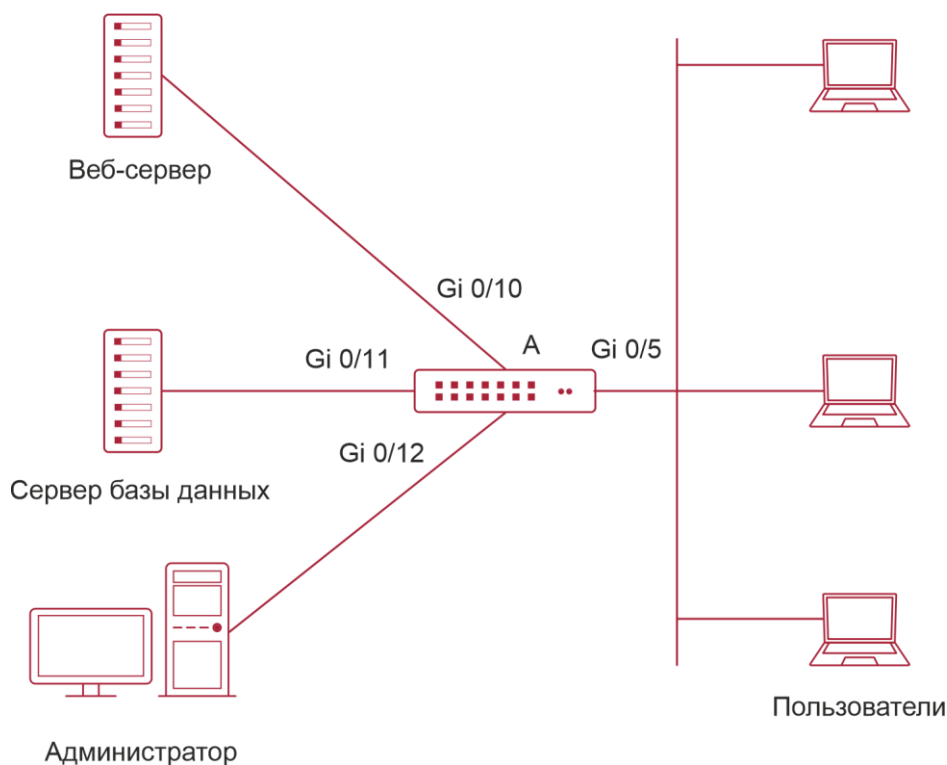 Веб-сервер
Gi 0/10
A
Gi 0/5
Gi 0/11
Gi 0/12
Сервер базы данных
Пользователи
Администратор